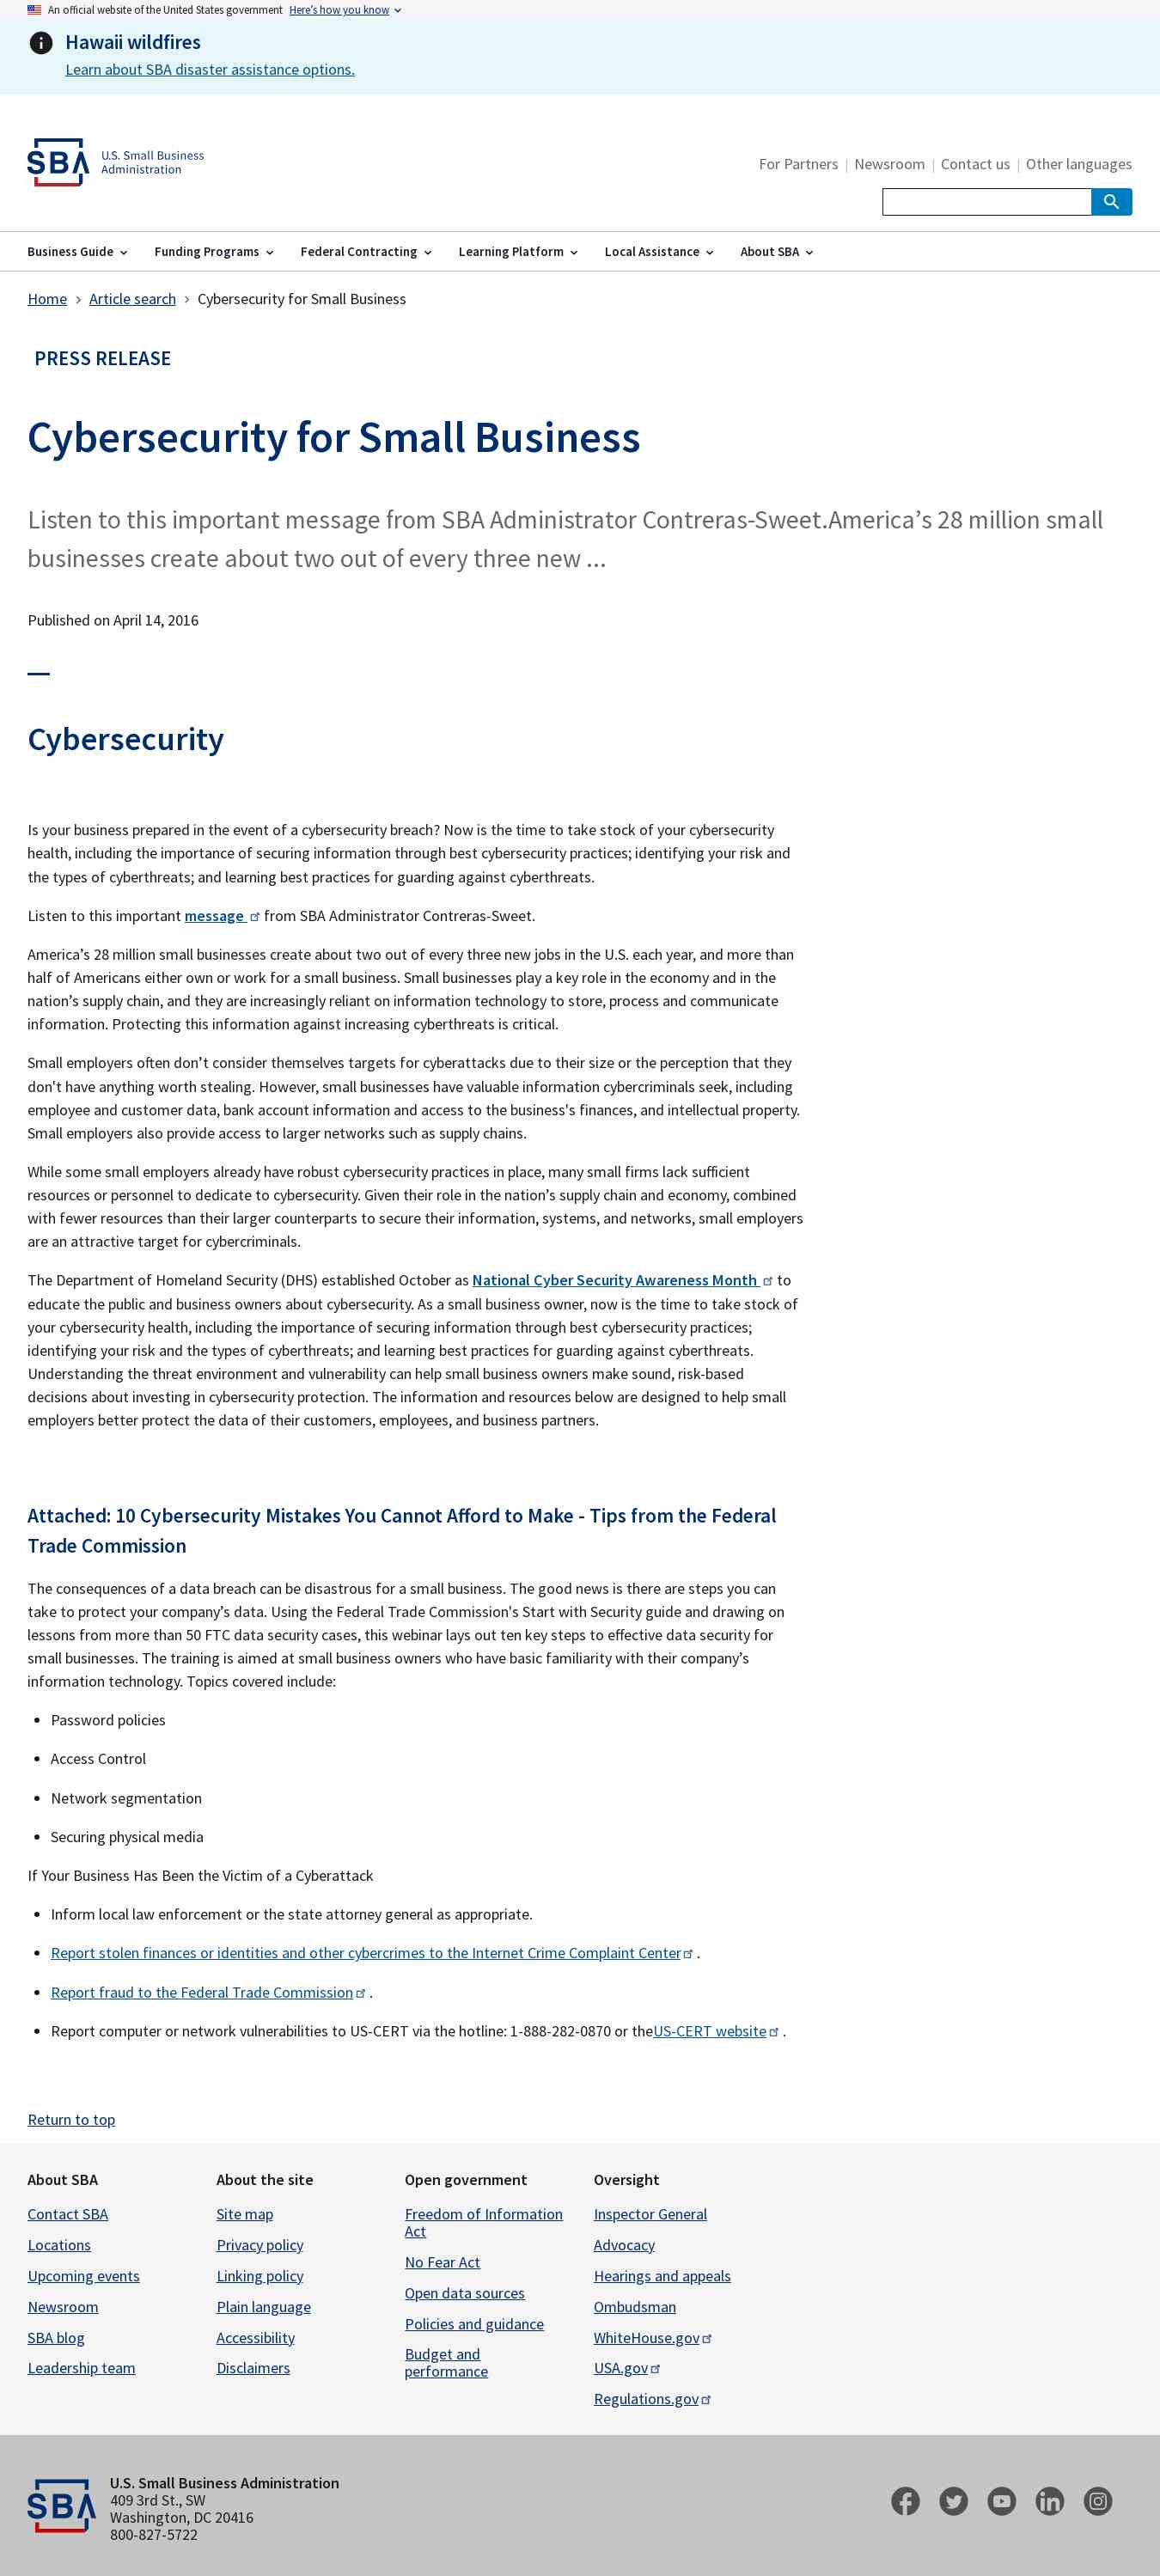 An official website of the United States government Here’s how you know
Hawaii wildfires
Learn about SBA disaster assistance options.
SBA U.S. Small Business
Administration
For Partners | Newsroom | Contact us | Other languages
Business Guide Funding Programs Federal Contracting Learning Platform Local Assistance About SBA
Home > Article search > Cybersecurity for Small Business
PRESS RELEASE
Cybersecurity for Small Business
Listen to this important message from SBA Administrator Contreras-Sweet.America’s 28 million small
businesses create about two out of every three new ...
Published on April 14, 2016
Cybersecurity
Is your business prepared in the event of a cybersecurity breach? Now is the time to take stock of your cybersecurity
health, including the importance of securing information through best cybersecurity practices; identifying your risk and
the types of cyberthreats; and learning best practices for guarding against cyberthreats.
Listen to this important message from SBA Administrator Contreras-Sweet.
America’s 28 million small businesses create about two out of every three new jobs in the U.S. each year, and more than
half of Americans either own or work for a small business. Small businesses play a key role in the economy and in the
nation’s supply chain, and they are increasingly reliant on information technology to store, process and communicate
information. Protecting this information against increasing cyberthreats is critical.
Small employers often don’t consider themselves targets for cyberattacks due to their size or the perception that they
don't have anything worth stealing. However, small businesses have valuable information cybercriminals seek, including
employee and customer data, bank account information and access to the business's finances, and intellectual property.
Small employers also provide access to larger networks such as supply chains.
While some small employers already have robust cybersecurity practices in place, many small firms lack sufficient
resources or personnel to dedicate to cybersecurity. Given their role in the nation’s supply chain and economy, combined
with fewer resources than their larger counterparts to secure their information, systems, and networks, small employers
are an attractive target for cybercriminals.
The Department of Homeland Security (DHS) established October as National Cyber Security Awareness Month to
educate the public and business owners about cybersecurity. As a small business owner, now is the time to take stock of
your cybersecurity health, including the importance of securing information through best cybersecurity practices;
identifying your risk and the types of cyberthreats; and learning best practices for guarding against cyberthreats.
Understanding the threat environment and vulnerability can help small business owners make sound, risk-based
decisions about investing in cybersecurity protection. The information and resources below are designed to help small
employers better protect the data of their customers, employees, and business partners.
Attached: 10 Cybersecurity Mistakes You Cannot Afford to Make - Tips from the Federal
Trade Commission
The consequences of a data breach can be disastrous for a small business. The good news is there are steps you can
take to protect your company’s data. Using the Federal Trade Commission's Start with Security guide and drawing on
lessons from more than 50 FTC data security cases, this webinar lays out ten key steps to effective data security for
small businesses. The training is aimed at small business owners who have basic familiarity with their company’s
information technology. Topics covered include:
• Password policies
• Access Control
• Network segmentation
• Securing physical media
If Your Business Has Been the Victim of a Cyberattack
• Inform local law enforcement or the state attorney general as appropriate.
• Report stolen finances or identities and other cybercrimes to the Internet Crime Complaint Center .
• Report fraud to the Federal Trade Commission .
• Report computer or network vulnerabilities to US-CERT via the hotline: 1-888-282-0870 or theUS-CERT website .
Return to top
About SBA
Contact SBA
Locations
Upcoming events
Newsroom
SBA blog
Leadership team
About the site
Site map
Privacy policy
Linking policy
Plain language
Accessibility
Disclaimers
Open government
Freedom of Information
Act
No Fear Act
Open data sources
Policies and guidance
Budget and
performance
Oversight
Inspector General
Advocacy
Hearings and appeals
Ombudsman
WhiteHouse.gov
USA.gov
Regulations.gov
SBA
U.S. Small Business Administration
409 3rd St., SW
Washington, DC 20416
800-827-5722